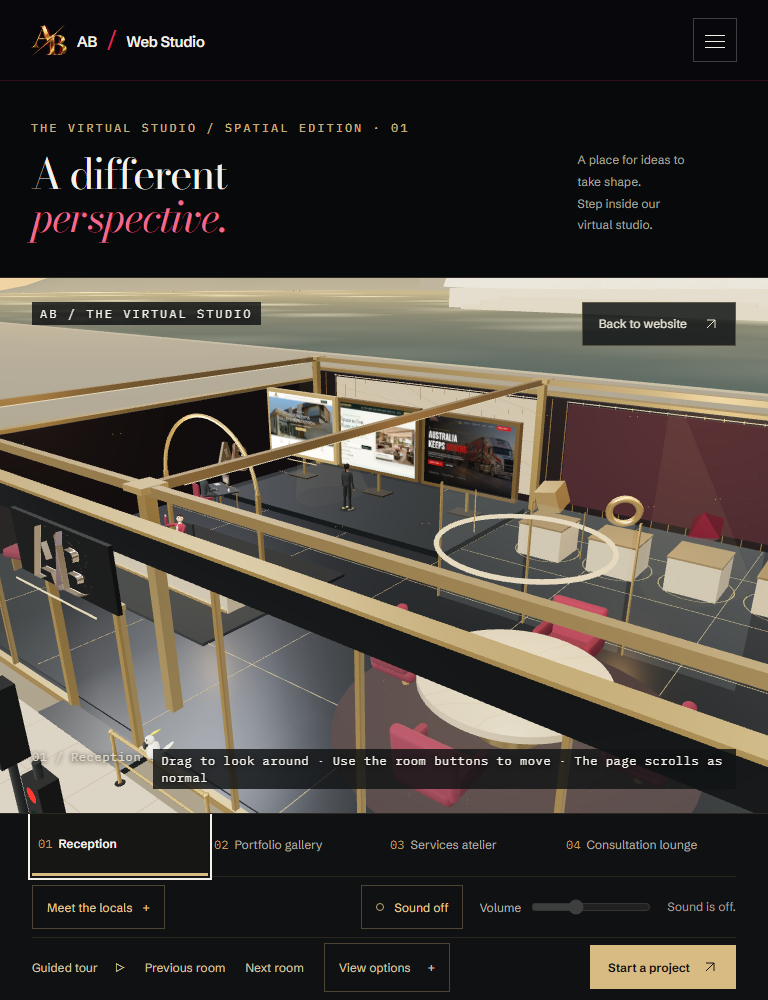 AB / Web Studio
THE VIRTUAL STUDIO / SPATIAL EDITION · 01
A different
perspective.
A place for ideas to
take shape.
Step inside our
virtual studio.
AB / THE VIRTUAL STUDIO
Back to website
AUSTRALIA
KEEPS
AB
01 / Reception
Drag to look around · Use the room buttons to move · The page scrolls as
normal
01 Reception
02 Portfolio gallery
03 Services atelier
04 Consultation lounge
Meet the locals +
Sound off
Volume
Sound is off.
Guided tour
Previous room
Next room
View options +
Start a project